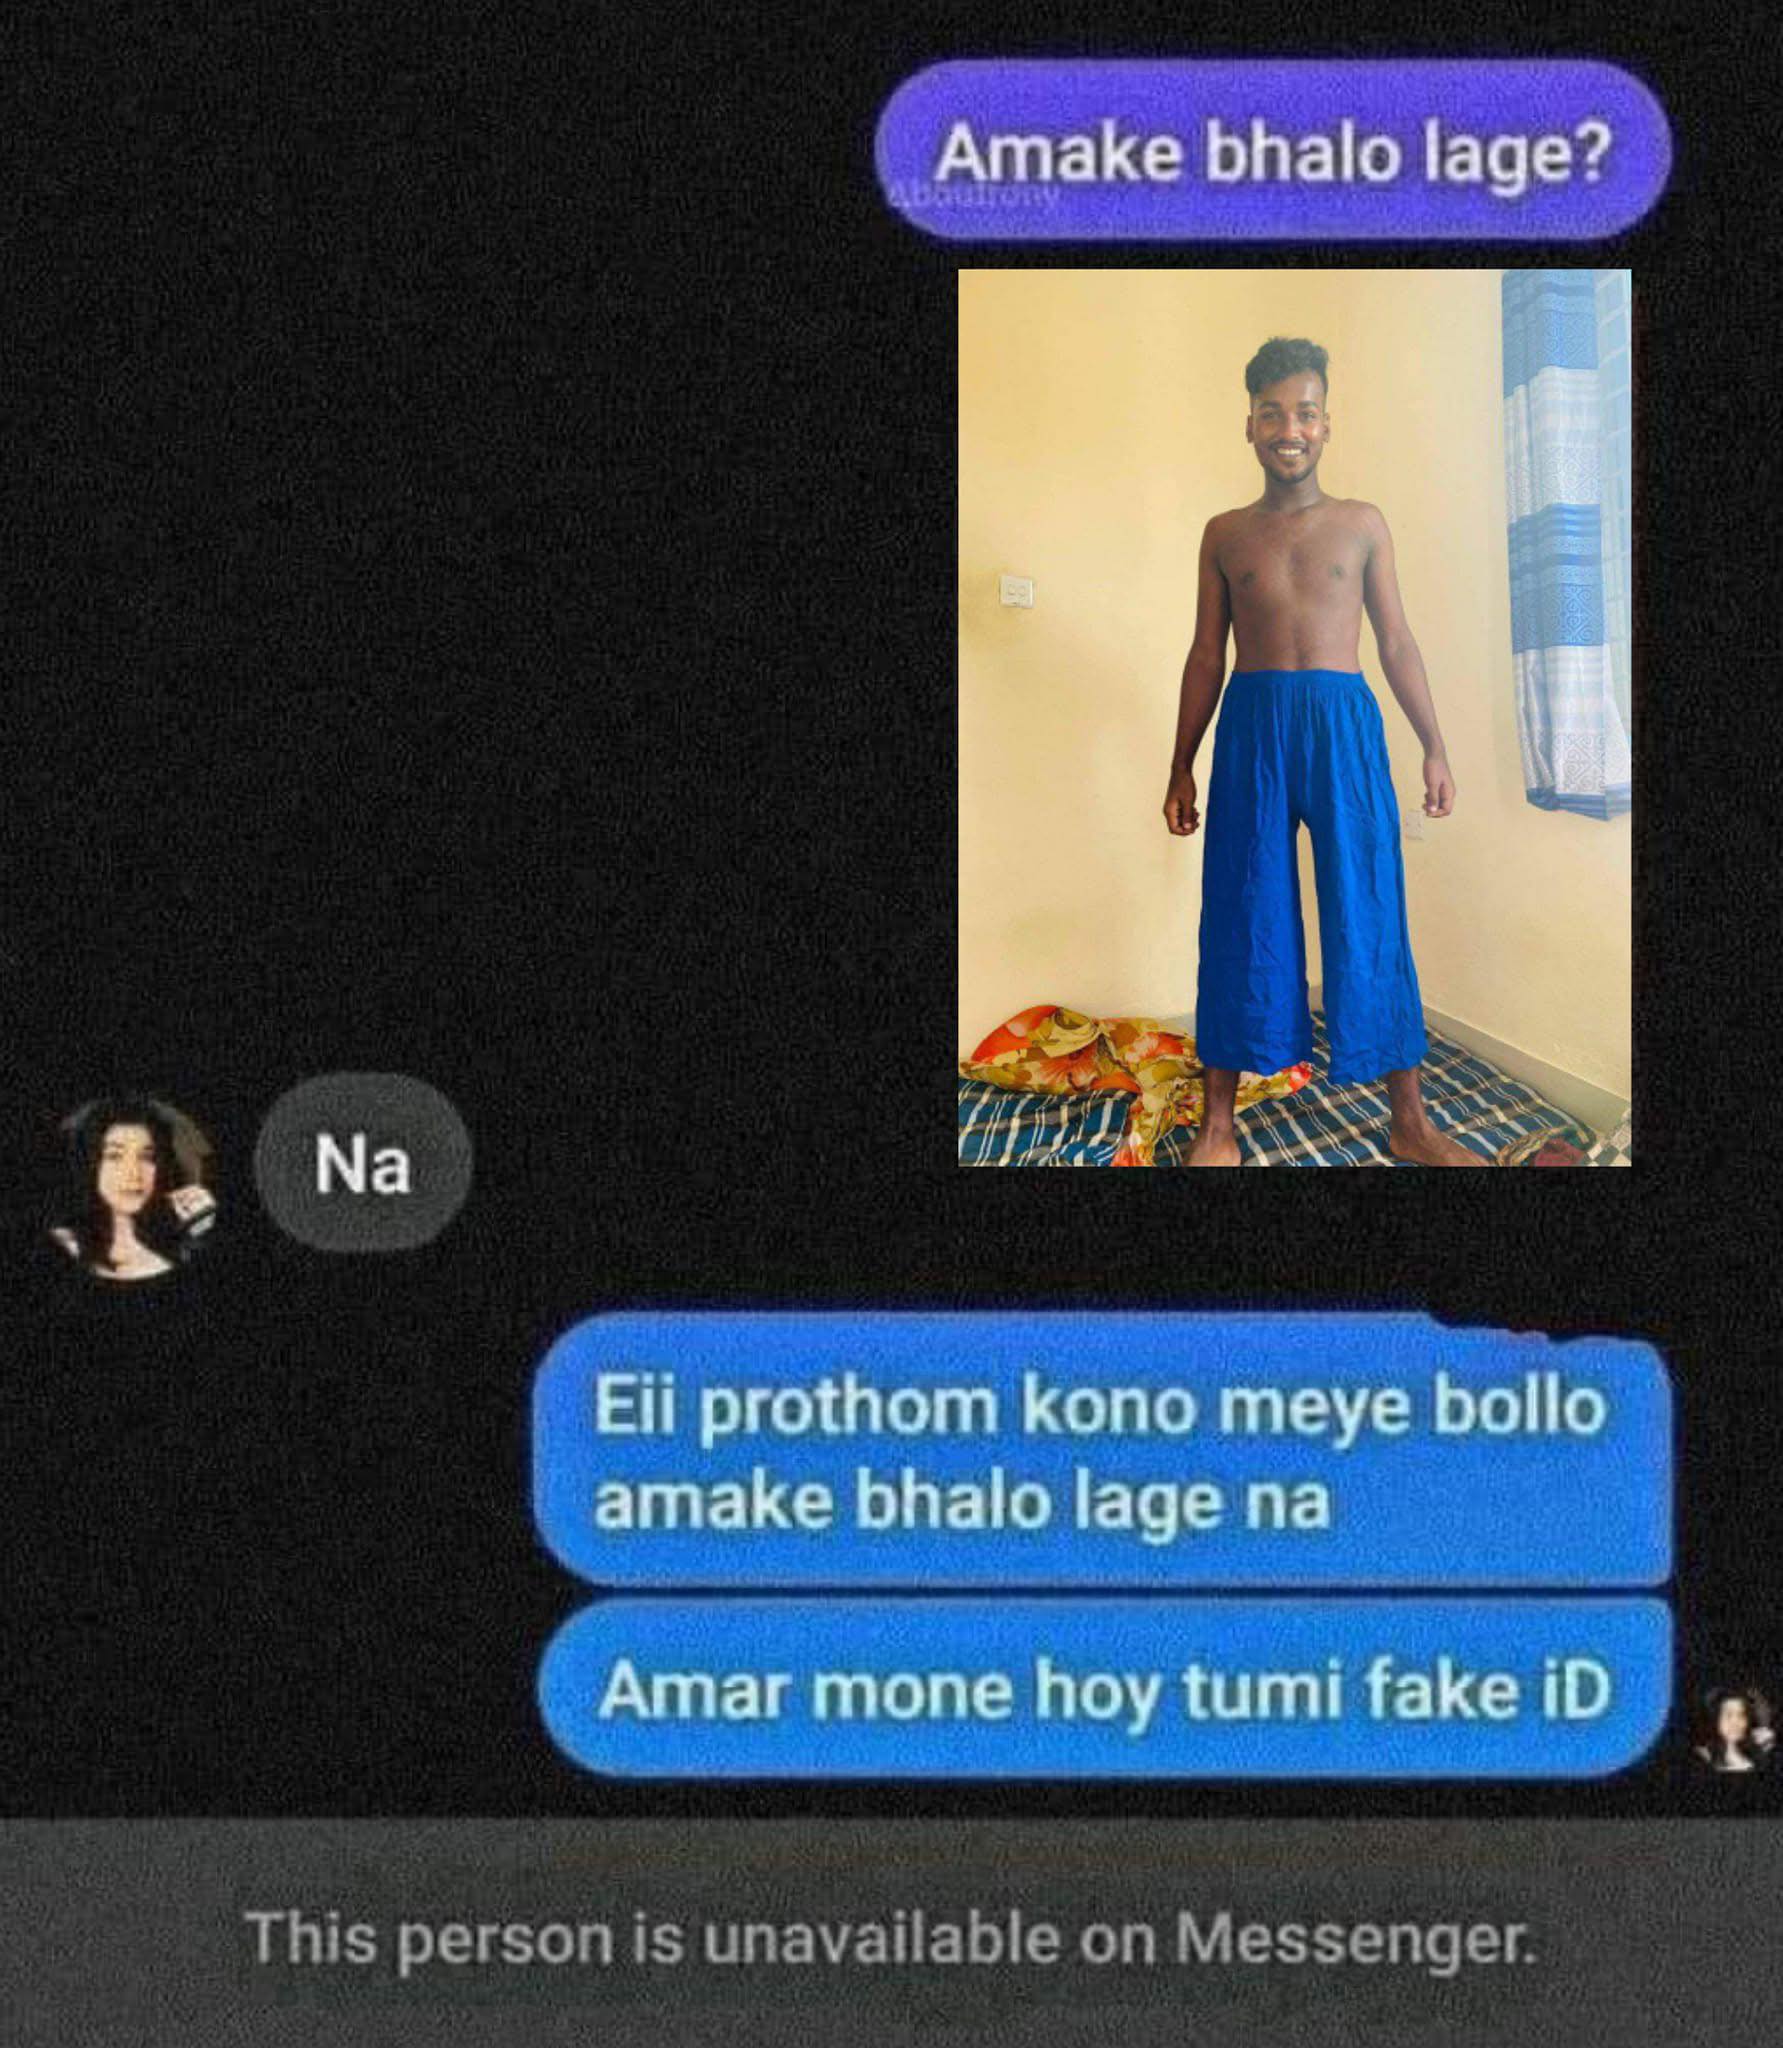 Amake bhalo lage?
Na
Eii prothom kono meye bollo
amake bhalo lage na
Amar mone hoy tumi fake iD
This person is unavailable on Messenger.